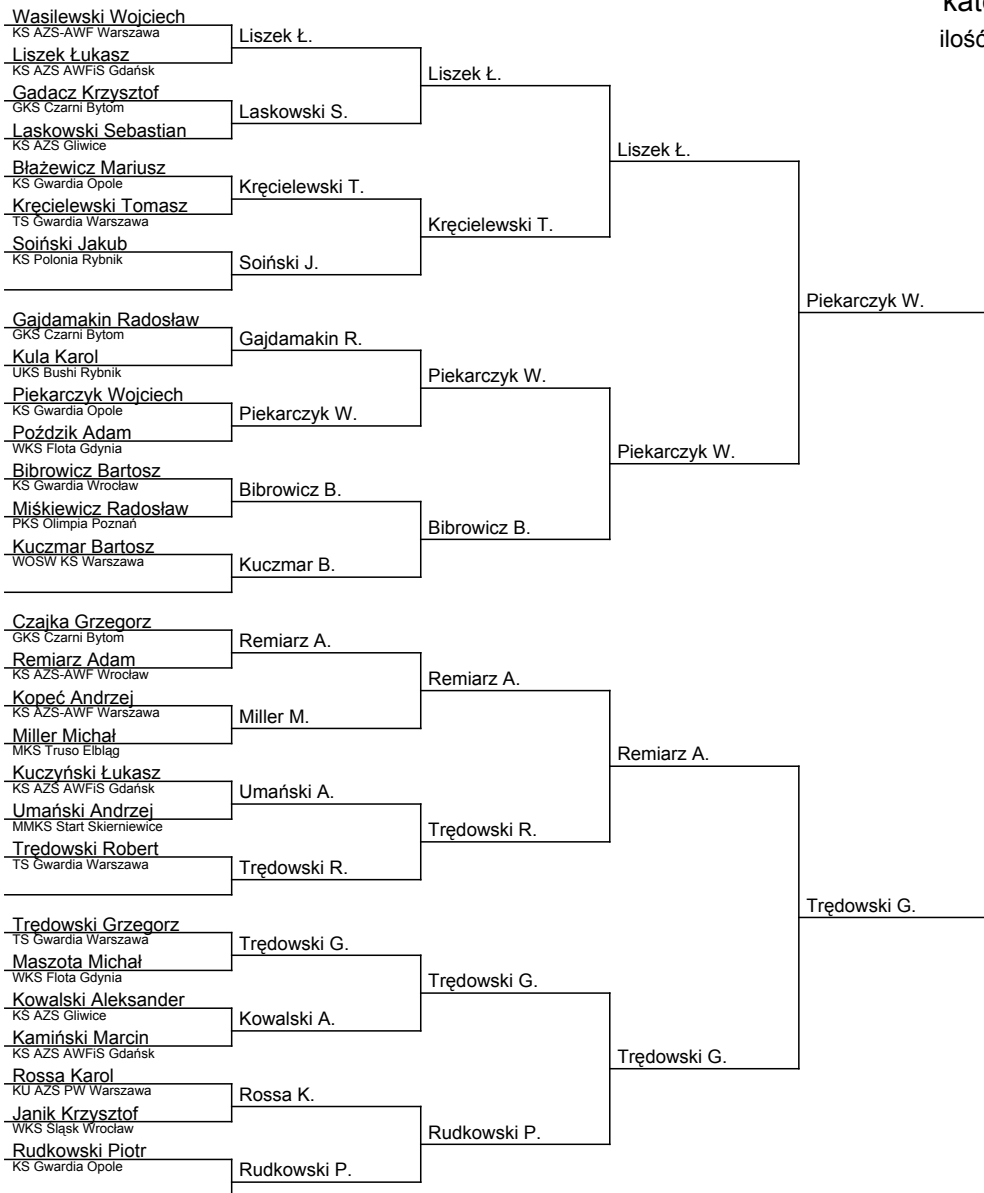 kat
ilość
Wasilewski Wojciech
KS AZS-AWF Warszawa
Liszek Ł.
Liszek Łukasz
KS AZS AWFiS Gdańsk
Liszek Ł.
Gadacz Krzysztof
GKS Czarni Bytom
Laskowski S.
Laskowski Sebastian
KS AZS Gliwice
Liszek Ł.
Błażewicz Mariusz
KS Gwardia Opole
Kręcielewski T.
Kręcielewski Tomasz
TS Gwardia Warszawa
Kręcielewski T.
Soiński Jakub
KS Polonia Rybnik
Soiński J.
Piekarczyk W.
Gajdamakin Radosław
GKS Czarni Bytom
Gajdamakin R.
Kula Karol
UKS Bushi Rybnik
Piekarczyk W.
Piekarczyk Wojciech
KS Gwardia Opole
Piekarczyk W.
Poździk Adam
WKS Flota Gdynia
Piekarczyk W.
Bibrowicz Bartosz
KS Gwardia Wrocław
Bibrowicz B.
Miśkiewicz Radosław
PKS Olimpia Poznań
Bibrowicz B.
Kuczmar Bartosz
WOSW KS Warszawa
Kuczmar B.
Czajka Grzegorz
GKS Czarni Bytom
Remiarz A.
Remiarz Adam
KS AZS-AWF Wrocław
Remiarz A.
Kopeć Andrzej
KS AZS-AWF Warszawa
Miller M.
Miller Michał
MKS Truso Elbląg
Remiarz A.
Kuczyński Łukasz
KS AZS AWFiS Gdańsk
Umański A.
Umański Andrzej
MMKS Start Skierniewice
Trędowski R.
Trędowski Robert
TS Gwardia Warszawa
Trędowski R.
Trędowski G.
Trędowski Grzegorz
TS Gwardia Warszawa
Trędowski G.
Maszota Michał
WKS Flota Gdynia
Trędowski G.
Kowalski Aleksander
KS AZS Gliwice
Kowalski A.
Kamiński Marcin
KS AZS AWFiS Gdańsk
Trędowski G.
Rossa Karol
KU AZS PW Warszawa
Rossa K.
Janik Krzysztof
WKS Śląsk Wrocław
Rudkowski P.
Rudkowski Piotr
KS Gwardia Opole
Rudkowski P.